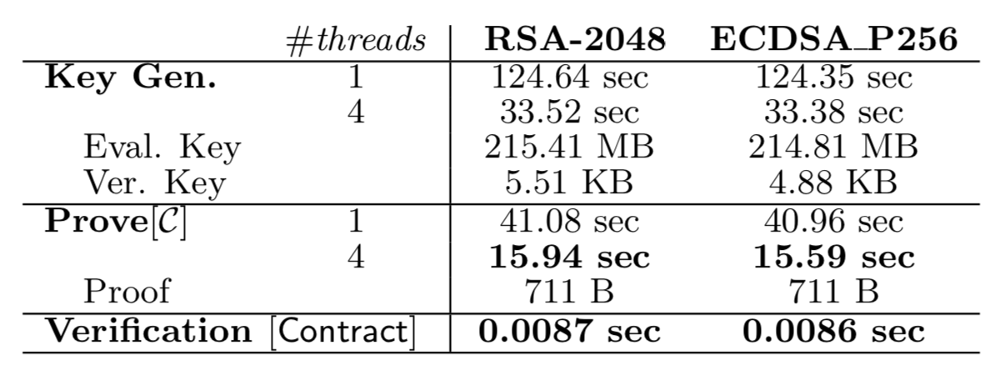 #threads RSA-2048 ECDSA_P256
Key Gen. 1 124.64 sec 124.35 sec
4 33.52 sec 33.38 sec
Eval. Key 215.41 MB 214.81 MB
Ver. Key 5.51 KB 4.88 KB
Prove[𝒞] 1 41.08 sec 40.96 sec
4 15.94 sec 15.59 sec
Proof 711 B 711 B
Verification [Contract] 0.0087 sec 0.0086 sec